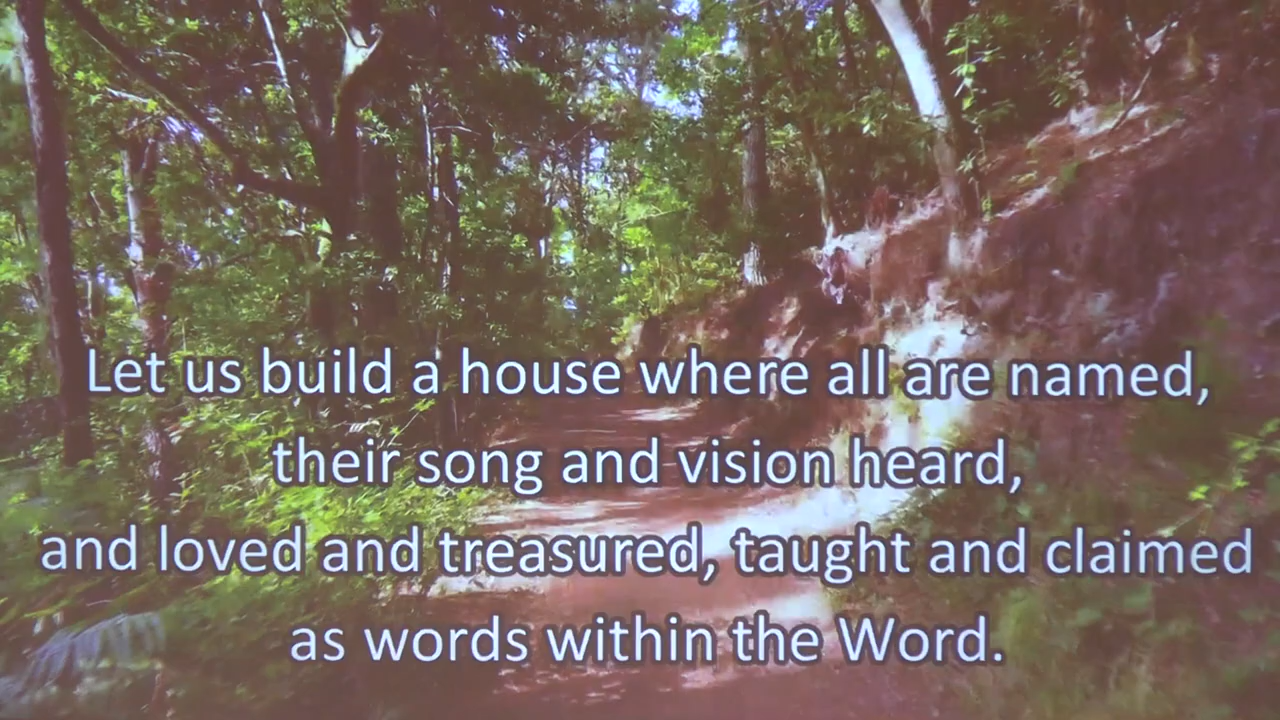 Let us build a house where all are named,
their song and vision heard,
and loved and treasured, taught and claimed
as words within the Word.